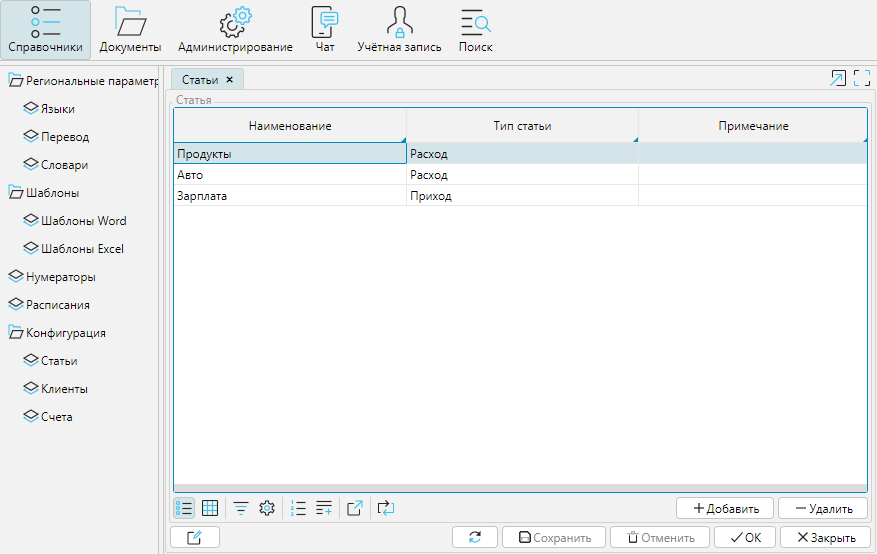 Справочники
Документы
Администрирование
Чат
Учётная запись
Поиск
Региональные параметр
Языки
Перевод
Словари
Шаблоны
Шаблоны Word
Шаблоны Excel
Нумераторы
Расписания
Конфигурация
Статьи
Клиенты
Счета
Статьи
Статья
Наименование Тип статьи Примечание
Продукты Расход
Авто Расход
Зарплата Приход
Добавить Удалить
Сохранить Отменить OK Закрыть